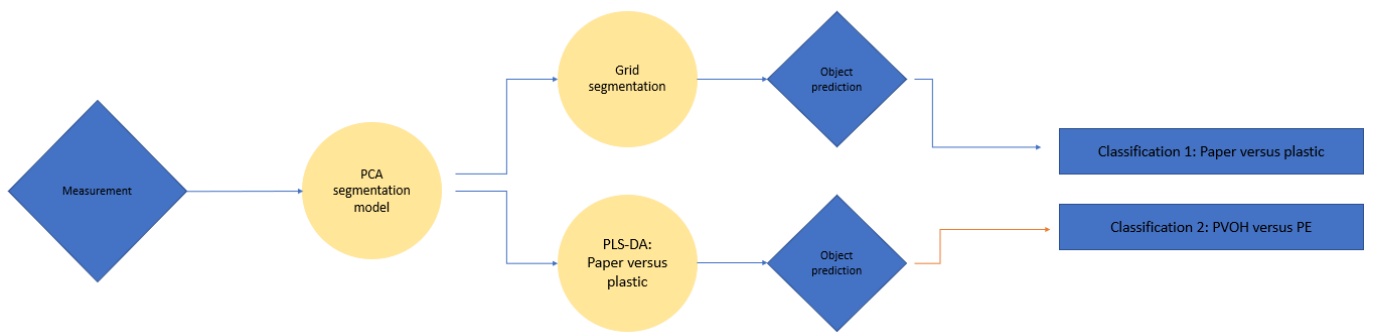 Measurement
PCA
segmentation
model
Grid
segmentation
Object
prediction
Classification 1: Paper versus plastic
PLS-DA:
Paper versus
plastic
Object
prediction
Classification 2: PVOH versus PE